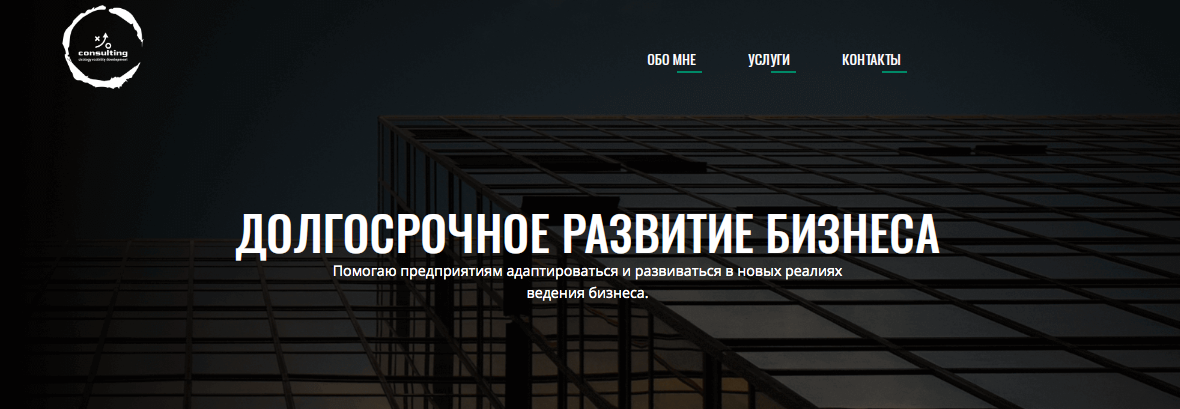 consulting
strategy visibility development
ОБО МНЕ УСЛУГИ КОНТАКТЫ
ДОЛГОСРОЧНОЕ РАЗВИТИЕ БИЗНЕСА
Помогаю предприятиям адаптироваться и развиваться в новых реалиях
ведения бизнеса.